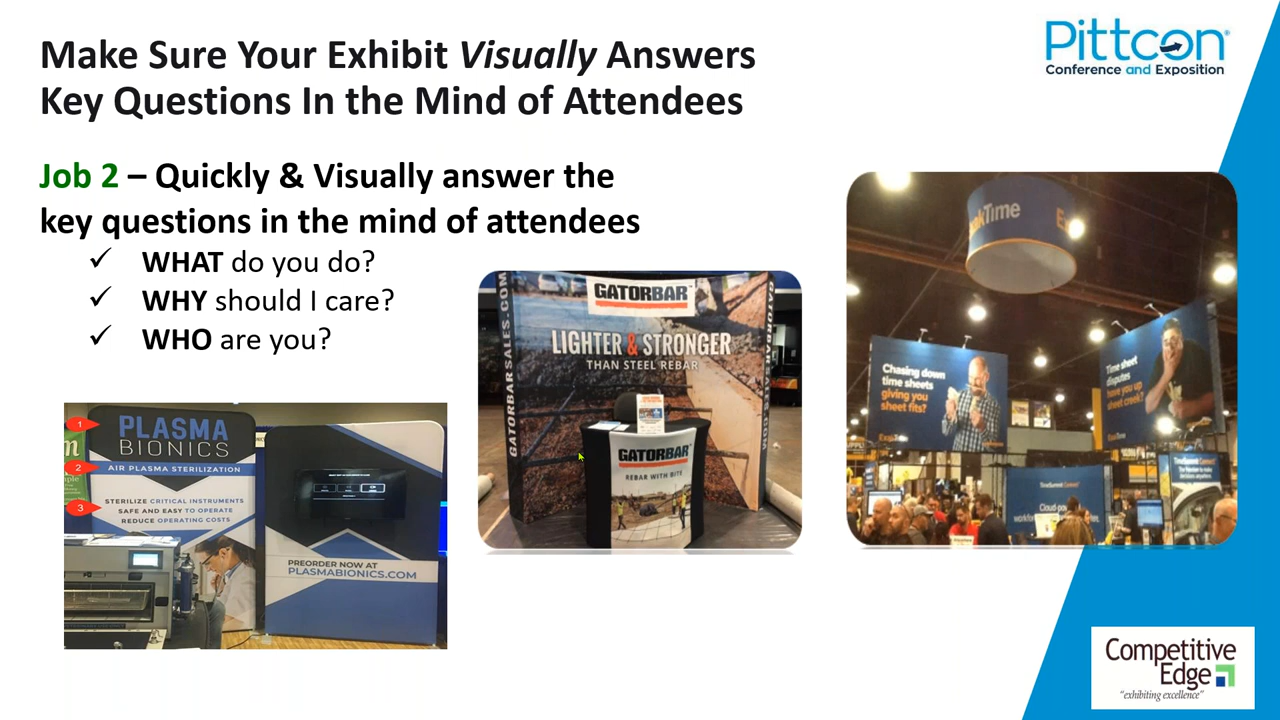 Make Sure Your Exhibit Visually Answers
Key Questions In the Mind of Attendees
Pittcon
Conference and Exposition
Job 2 – Quickly & Visually answer the
key questions in the mind of attendees
✓ WHAT do you do?
✓ WHY should I care?
✓ WHO are you?
1
PLASMA
BIONICS
2
AIR PLASMA STERILIZATION
3
STERILIZE CRITICAL INSTRUMENTS
SAFE AND EASY TO OPERATE
REDUCE OPERATING COSTS
PREORDER NOW AT
PLASMABIONICS.COM
GATORBARSALES.COM
GATORBAR
LIGHTER & STRONGER
THAN STEEL REBAR
GATORBAR
REBAR WITH BITE
Time
Chasing down
time sheets
giving you
sheet fits?
Time sheet
disputes
have you up
sheet creek?
Competitive
Edge
"exhibiting excellence"